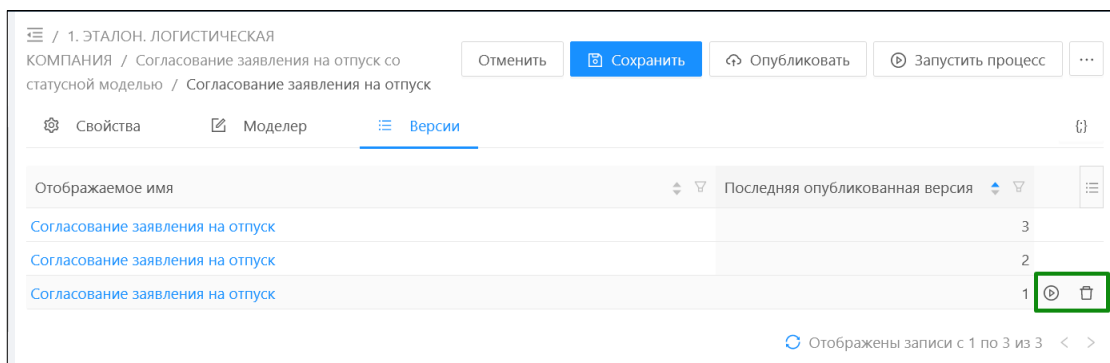 / 1. ЭТАЛОН. ЛОГИСТИЧЕСКАЯ
КОМПАНИЯ / Согласование заявления на отпуск со
статусной моделью / Согласование заявления на отпуск
Отменить Сохранить Опубликовать Запустить процесс ...
Свойства Моделер Версии {;}
Отображаемое имя Последняя опубликованная версия
Согласование заявления на отпуск 3
Согласование заявления на отпуск 2
Согласование заявления на отпуск 1
Отображены записи с 1 по 3 из 3 < >